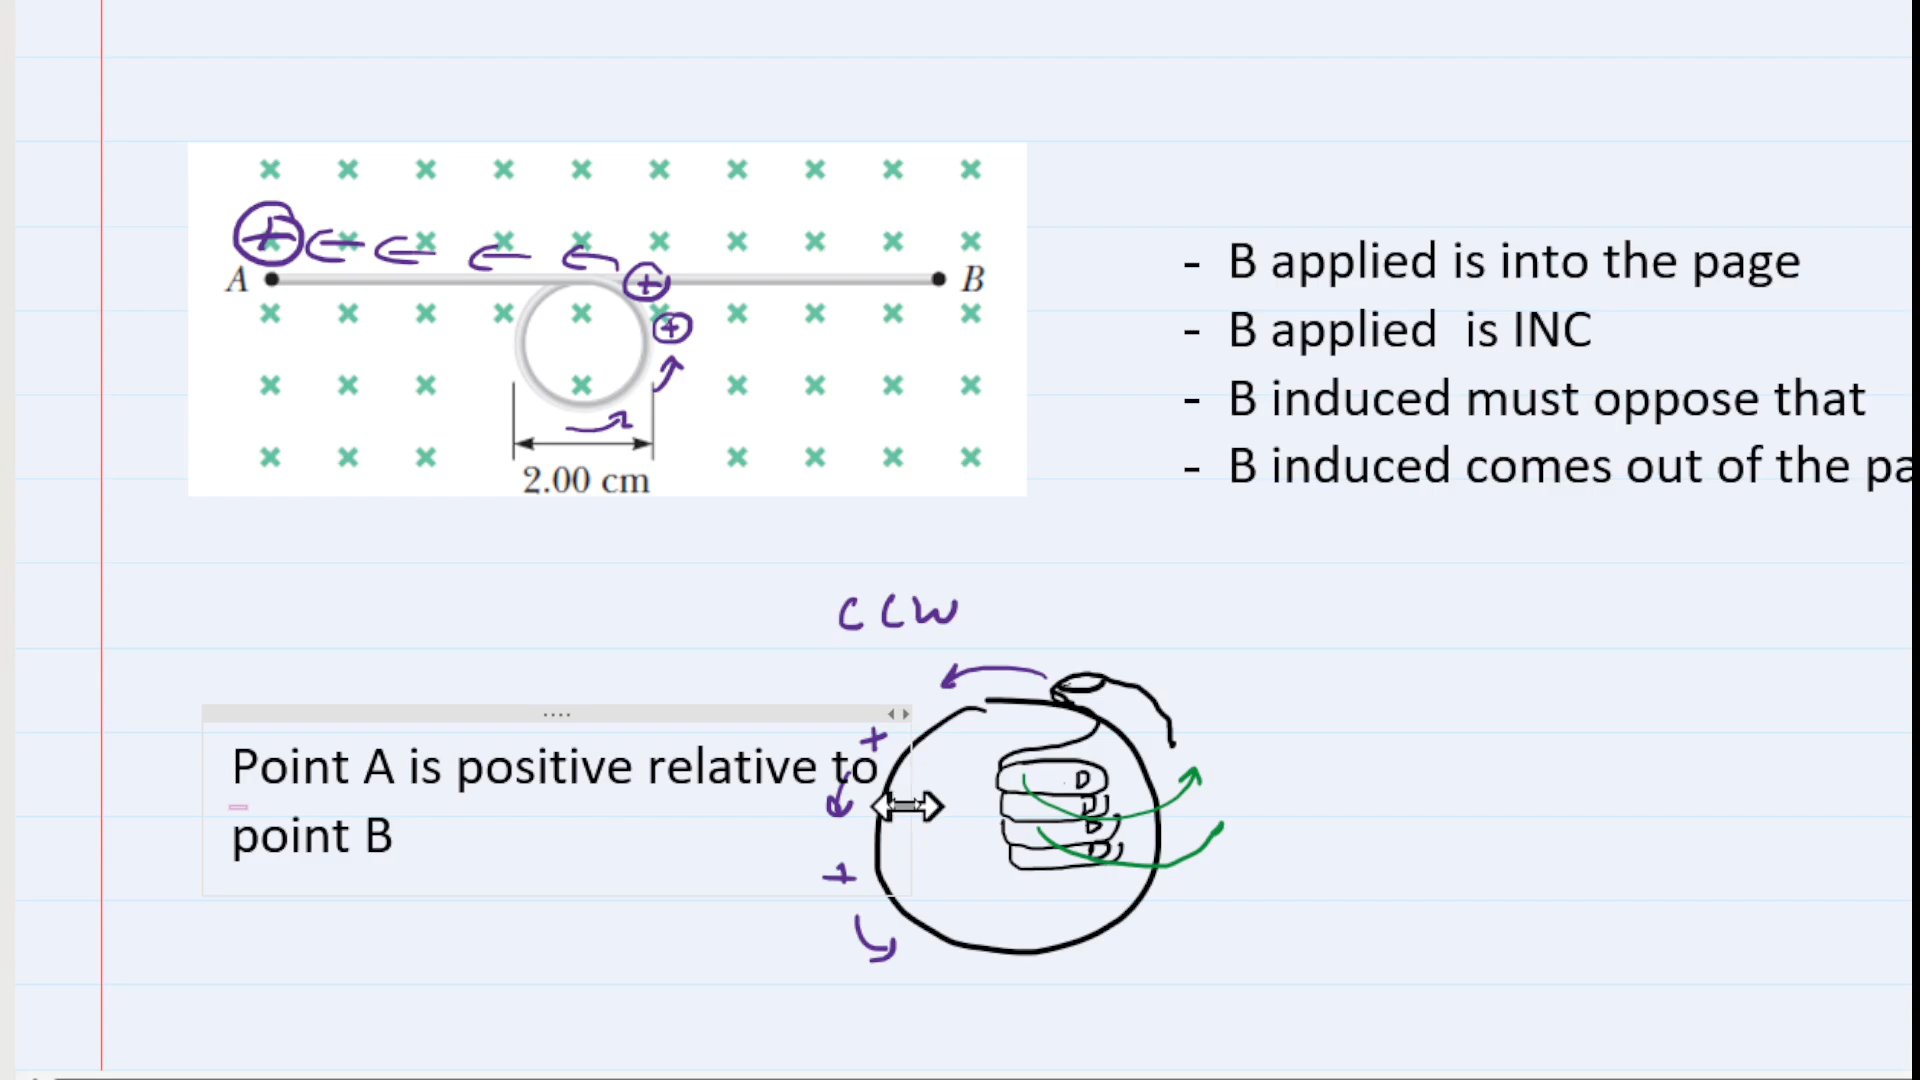 A
B
2.00 cm
- B applied is into the page
- B applied is INC
- B induced must oppose that
- B induced comes out of the pa
CCW
Point A is positive relative to
point B